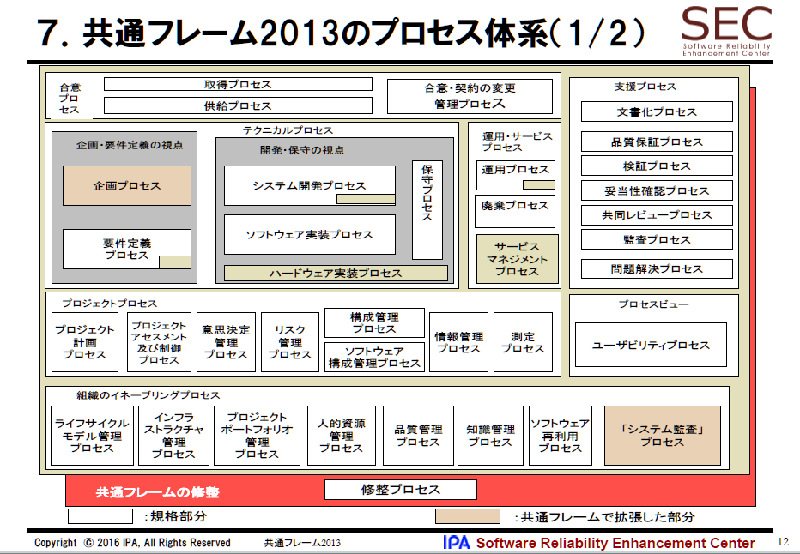 7. 共通フレーム2013のプロセス体系(1/2)
SEC
Software Reliability
Enhancement Center
合意
プロ
セス
取得プロセス
供給プロセス
合意・契約の変更
管理プロセス
テクニカルプロセス
企画・要件定義の視点
企画プロセス
要件定義
プロセス
開発・保守の視点
システム開発プロセス
ソフトウェア実装プロセス
ハードウェア実装プロセス
保守プロセス
運用・サービス
プロセス
運用プロセス
廃棄プロセス
サービス
マネジメント
プロセス
支援プロセス
文書化プロセス
品質保証プロセス
検証プロセス
妥当性確認プロセス
共同レビュープロセス
監査プロセス
問題解決プロセス
プロジェクトプロセス
プロジェクト
計画
プロセス
プロジェクト
アセスメント
及び制御
プロセス
意思決定
管理
プロセス
リスク
管理
プロセス
構成管理
プロセス
ソフトウェア
構成管理プロセス
情報管理
プロセス
測定
プロセス
プロセスビュー
ユーザビリティプロセス
組織のイネーブリングプロセス
ライフサイクル
モデル管理
プロセス
インフラ
ストラクチャ
管理
プロセス
プロジェクト
ポートフォリオ
管理
プロセス
人的資源
管理
プロセス
品質管理
プロセス
知識管理
プロセス
ソフトウェア
再利用
プロセス
「システム監査」
プロセス
共通フレームの修整
修整プロセス
:規格部分
:共通フレームで拡張した部分
Copyright © 2016 IPA, All Rights Reserved
共通フレーム2013
IPA Software Reliability Enhancement Center
12